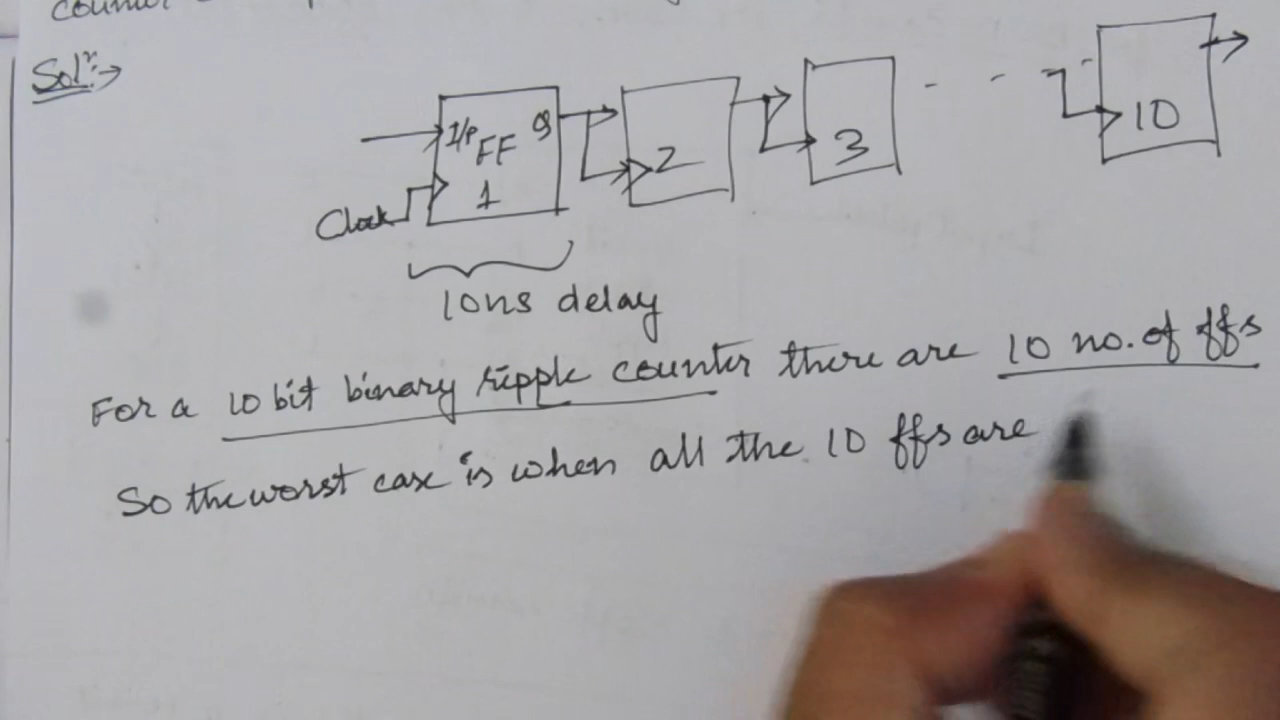 counter
Solⁿ:→
I/P Q
FF
1
2
3
10
Clock
10ns delay
For a 10 bit binary ripple counter there are 10 no. of ffs
So the worst case is when all the 10 ffs are